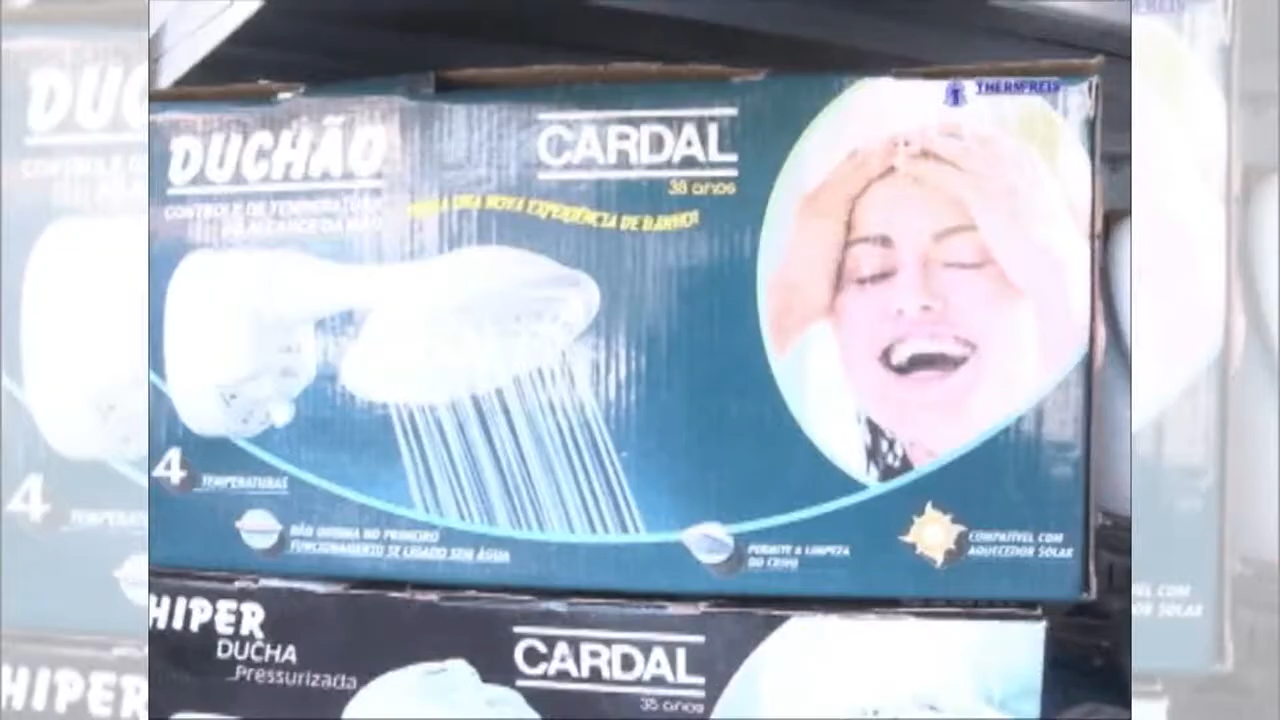 DUCHÃO
CARDAL
38 anos
CONTROLE DE TEMPERATURA
AO ALCANCE DA MÃO
UMA NOVA EXPERIÊNCIA DE BANHO!
4 TEMPERATURAS
NÃO QUEIMA NO PRIMEIRO
FUNCIONAMENTO SE LIGADO SEM ÁGUA
PERMITE A LIMPEZA
DO CRIVO
COMPATÍVEL COM
AQUECEDOR SOLAR
HIPER
DUCHA
Pressurizada
CARDAL
35 anos